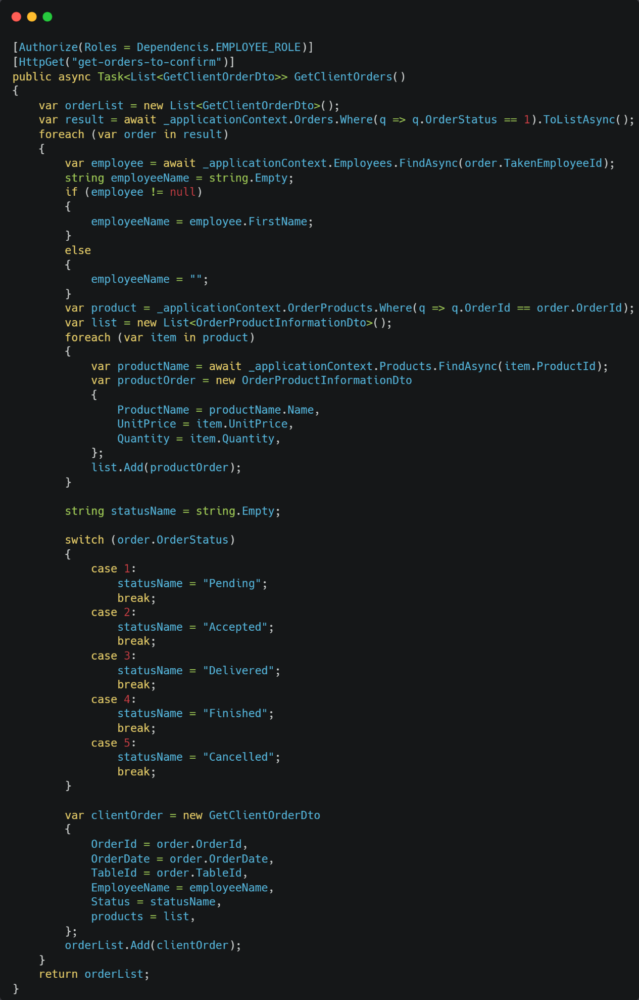 [Authorize(Roles = Dependencis.EMPLOYEE_ROLE)]
[HttpGet("get-orders-to-confirm")]
public async Task<List<GetClientOrderDto>> GetClientOrders()
{
    var orderList = new List<GetClientOrderDto>();
    var result = await _applicationContext.Orders.Where(q => q.OrderStatus == 1).ToListAsync();
    foreach (var order in result)
    {
        var employee = await _applicationContext.Employees.FindAsync(order.TakenEmployeeId);
        string employeeName = string.Empty;
        if (employee != null)
        {
            employeeName = employee.FirstName;
        }
        else
        {
            employeeName = "";
        }
        var product = _applicationContext.OrderProducts.Where(q => q.OrderId == order.OrderId);
        var list = new List<OrderProductInformationDto>();
        foreach (var item in product)
        {
            var productName = await _applicationContext.Products.FindAsync(item.ProductId);
            var productOrder = new OrderProductInformationDto
            {
                ProductName = productName.Name,
                UnitPrice = item.UnitPrice,
                Quantity = item.Quantity,
            };
            list.Add(productOrder);
        }

        string statusName = string.Empty;

        switch (order.OrderStatus)
        {
            case 1:
                statusName = "Pending";
                break;
            case 2:
                statusName = "Accepted";
                break;
            case 3:
                statusName = "Delivered";
                break;
            case 4:
                statusName = "Finished";
                break;
            case 5:
                statusName = "Cancelled";
                break;
        }

        var clientOrder = new GetClientOrderDto
        {
            OrderId = order.OrderId,
            OrderDate = order.OrderDate,
            TableId = order.TableId,
            EmployeeName = employeeName,
            Status = statusName,
            products = list,
        };
        orderList.Add(clientOrder);
    }
    return orderList;
}